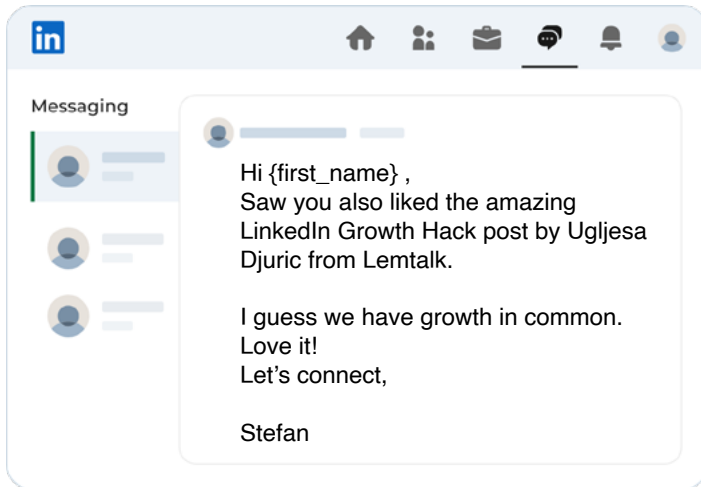 in
Messaging
Hi {first_name} ,
Saw you also liked the amazing
LinkedIn Growth Hack post by Ugljesa
Djuric from Lemtalk.
I guess we have growth in common.
Love it!
Let’s connect,
Stefan